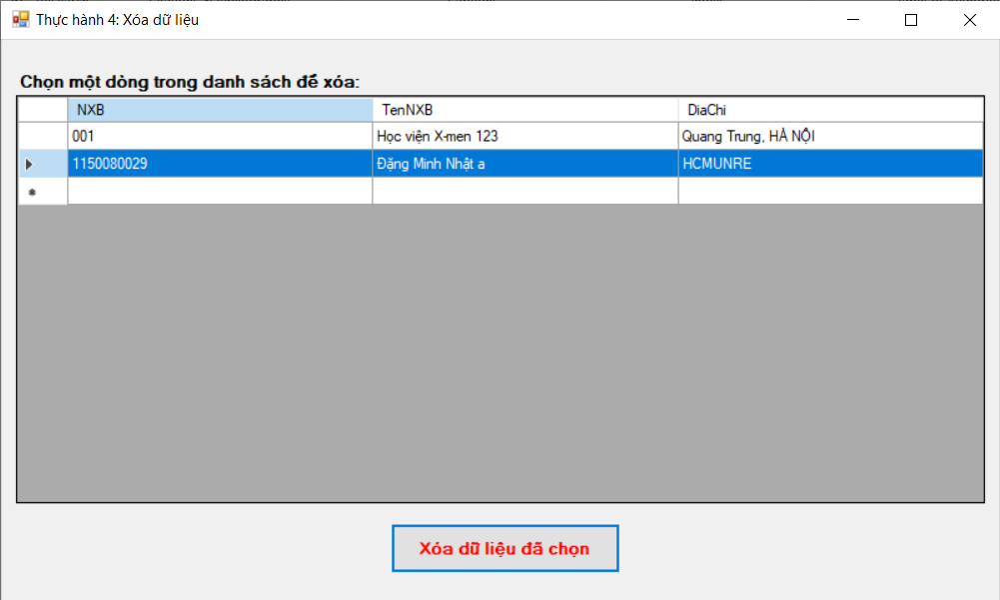 Thực hành 4: Xóa dữ liệu
Chọn một dòng trong danh sách để xóa:
NXB TenNXB DiaChi
001 Học viện X-men 123 Quang Trung, HÀ NỘI
1150080029 Đặng Minh Nhật a HCMUNRE
Xóa dữ liệu đã chọn